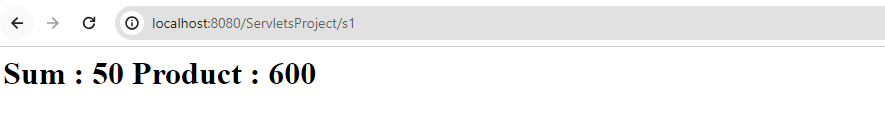 localhost:8080/ServletsProject/s1
Sum : 50 Product : 600